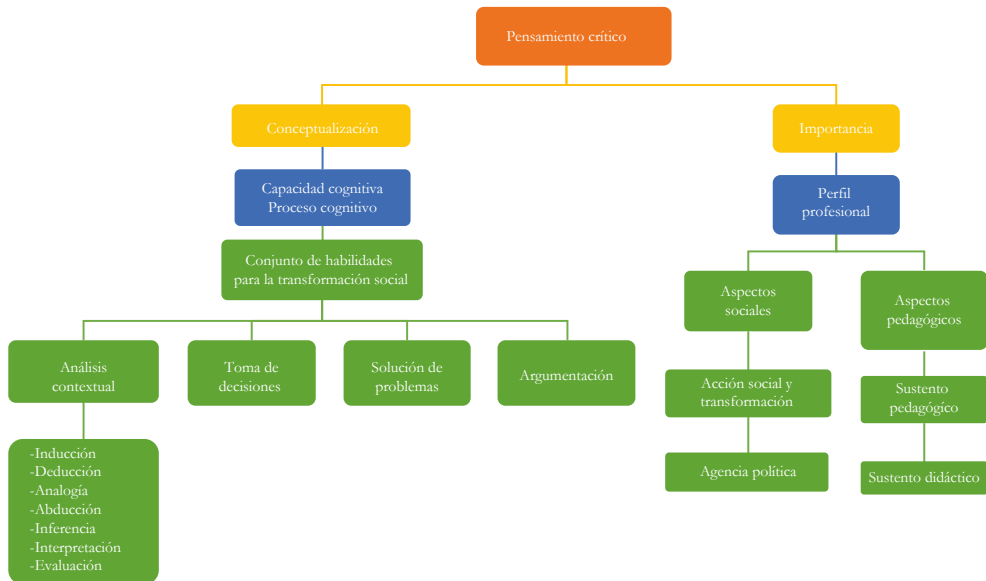 Pensamiento crítico
Conceptualización
Importancia
Capacidad cognitiva
Proceso cognitivo
Perfil
profesional
Conjunto de habilidades
para la transformación social
Aspectos
sociales
Aspectos
pedagógicos
Análisis
contextual
Toma de
decisiones
Solución de
problemas
Argumentación
Acción social y
transformación
Sustento
pedagógíco
-Inducción
-Deducción
-Analogía
-Abducción
-Inferencia
-Interpretación
-Evaluación
Agencia política
Sustento didáctico